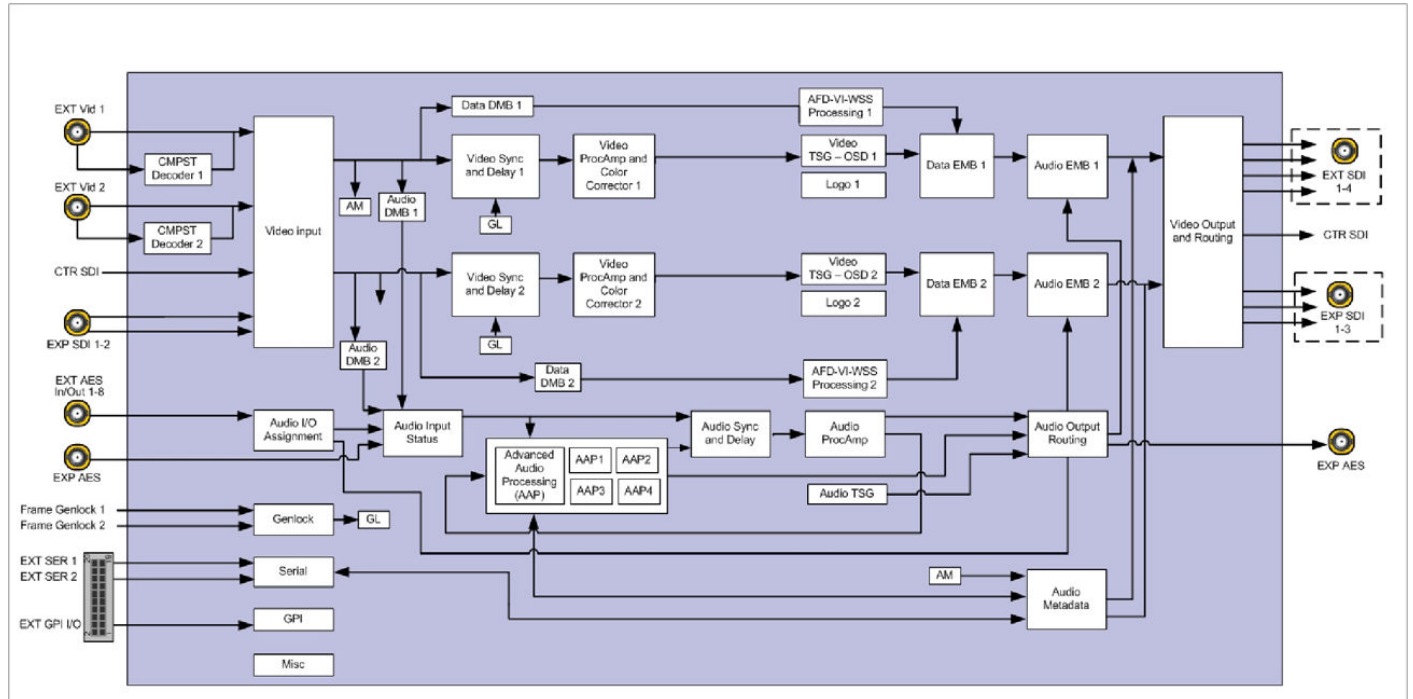 EXT Vid 1
CMPST
Decoder 1
EXT Vid 2
CMPST
Decoder 2
CTR SDI
EXP SDI 1-2
EXT AES
In/Out 1-8
EXP AES
Frame Genlock 1
Frame Genlock 2
EXT SER 1
EXT SER 2
EXT GPI I/O
Video input
Audio I/O
Assignment
Genlock
GL
Serial
GPI
Misc
Data DMB 1
AM
Audio
DMB 1
Video Sync
and Delay 1
GL
Video
ProcAmp and
Color
Corrector 1
AFD-VI-WSS
Processing 1
Video
TSG – OSD 1
Logo 1
Data EMB 1
Audio EMB 1
Audio
DMB 2
Video Sync
and Delay 2
GL
Video
ProcAmp and
Color
Corrector 2
Video
TSG – OSD 2
Logo 2
Data EMB 2
Audio EMB 2
Data
DMB 2
AFD-VI-WSS
Processing 2
Audio Input
Status
Advanced
Audio
Processing
(AAP)
AAP1
AAP2
AAP3
AAP4
Audio Sync
and Delay
Audio
ProcAmp
Audio TSG
Audio Output
Routing
AM
Audio
Metadata
Video Output
and Routing
EXT SDI
1-4
CTR SDI
EXP SDI
1-3
EXP AES